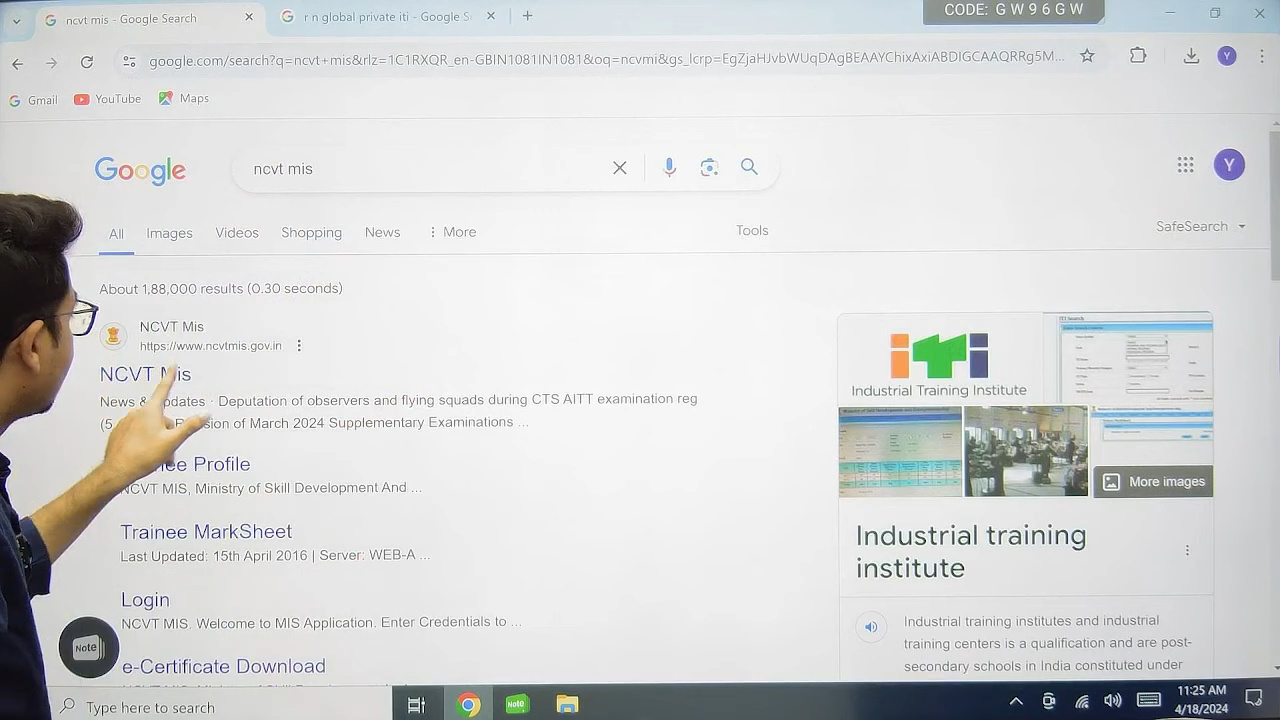 ncvt mis - Google Search
r n global private iti - Google S
CODE: G W 9 6 G W
google.com/search?q=ncvt+mis&rlz=1C1RXQR_en-GBIN1081IN1081&oq=ncvmi&gs_lcrp=EgZjaHJvbWUqDAgBEAAYChixAxiABDIGCAAQRRg5M...
Y
Gmail
YouTube
Maps
Google
ncvt mis
Y
All
Images
Videos
Shopping
News
More
Tools
SafeSearch
About 1,88,000 results (0.30 seconds)
NCVT Mis
https://www.ncvtmis.gov.in
NCVT Mis
News & Updates · Deputation of observers and flying squads during CTS AITT examination reg
(5. of March 2024 Supplementary Examinations ...
Profile
NCVT MIS, Ministry of Skill Development And ...
Trainee MarkSheet
Last Updated: 15th April 2016 | Server: WEB-A ...
Login
NCVT MIS. Welcome to MIS Application. Enter Credentials to ...
Note
e-Certificate Download
iti
Industrial Training Institute
More images
Industrial training
institute
Industrial training institutes and industrial
training centers is a qualification and are post-
secondary schools in India constituted under
Type here to search
Note
11:25 AM
4/18/2024